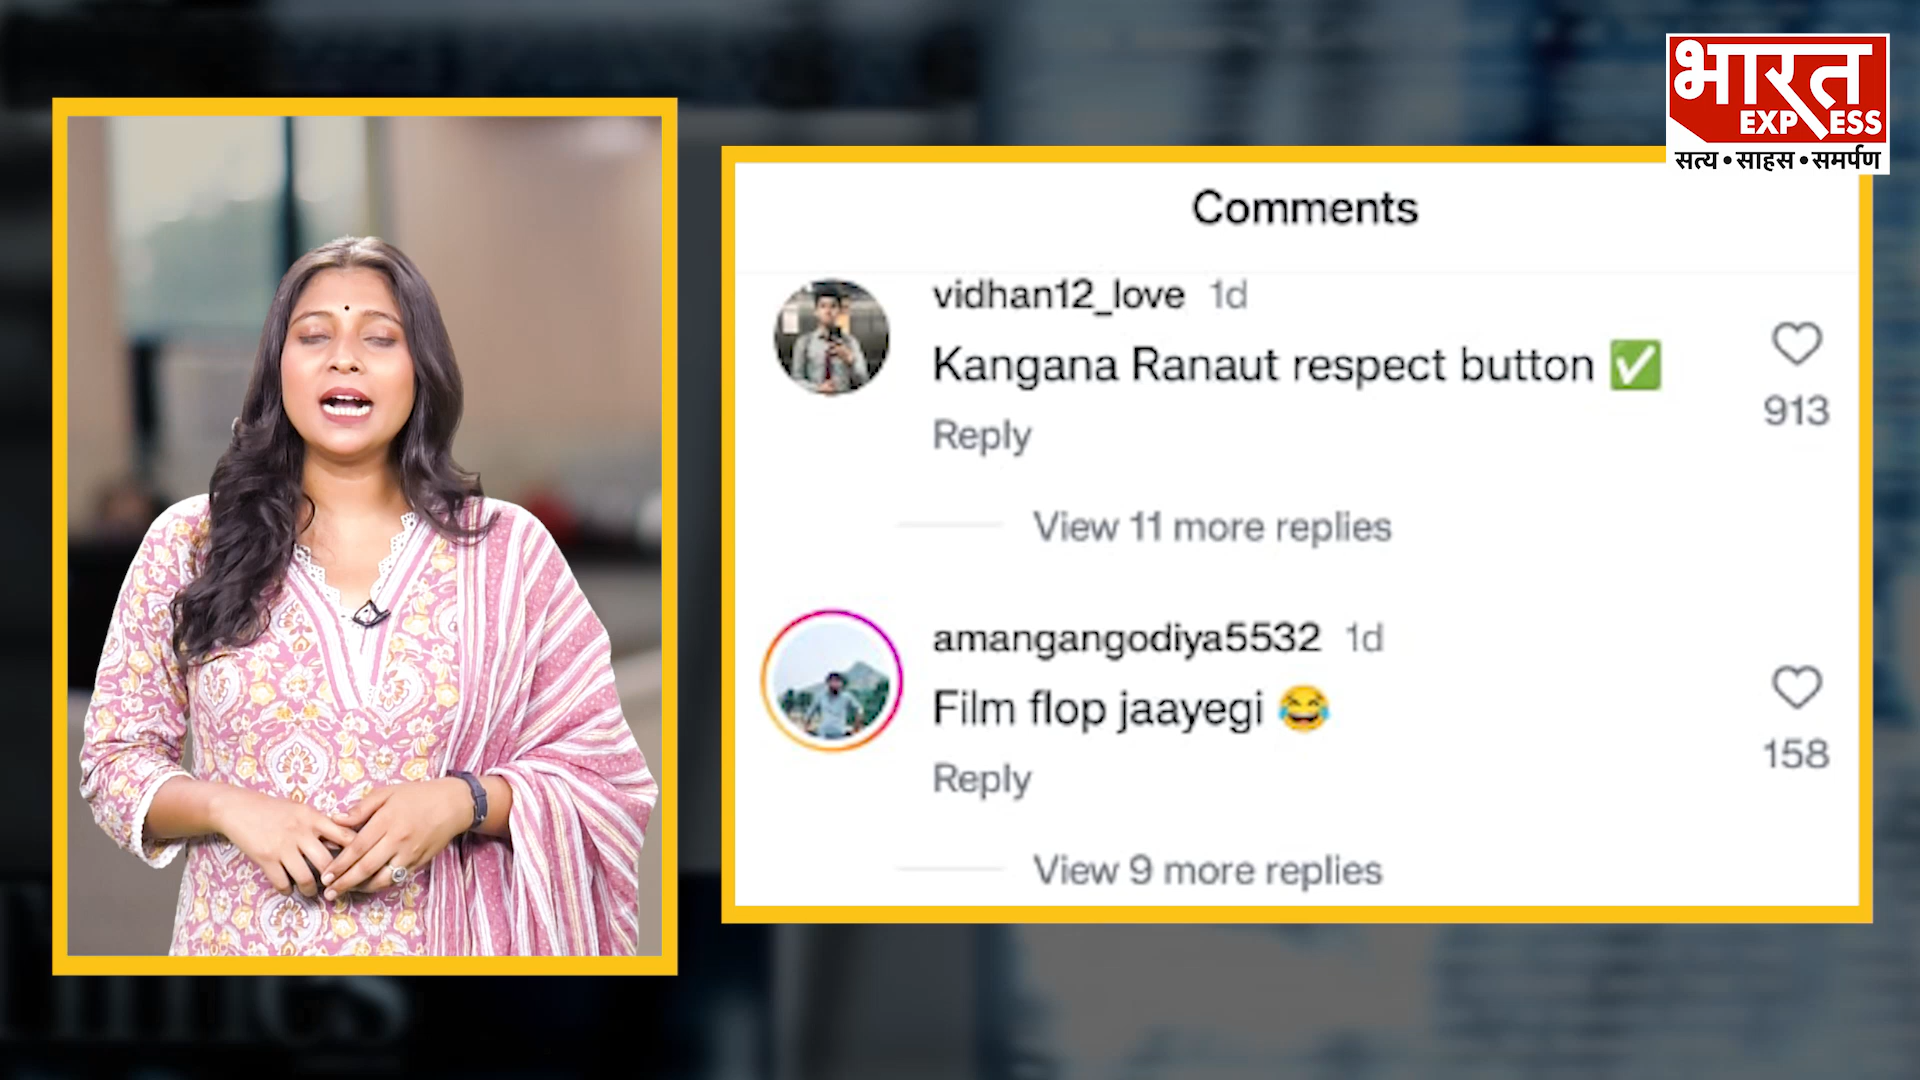 भारत
EXPRESS
सत्य • साहस • समर्पण
Comments
vidhan12_love 1d
Kangana Ranaut respect button ✅
913
Reply
View 11 more replies
amangangodiya5532 1d
Film flop jaayegi 😂
158
Reply
View 9 more replies